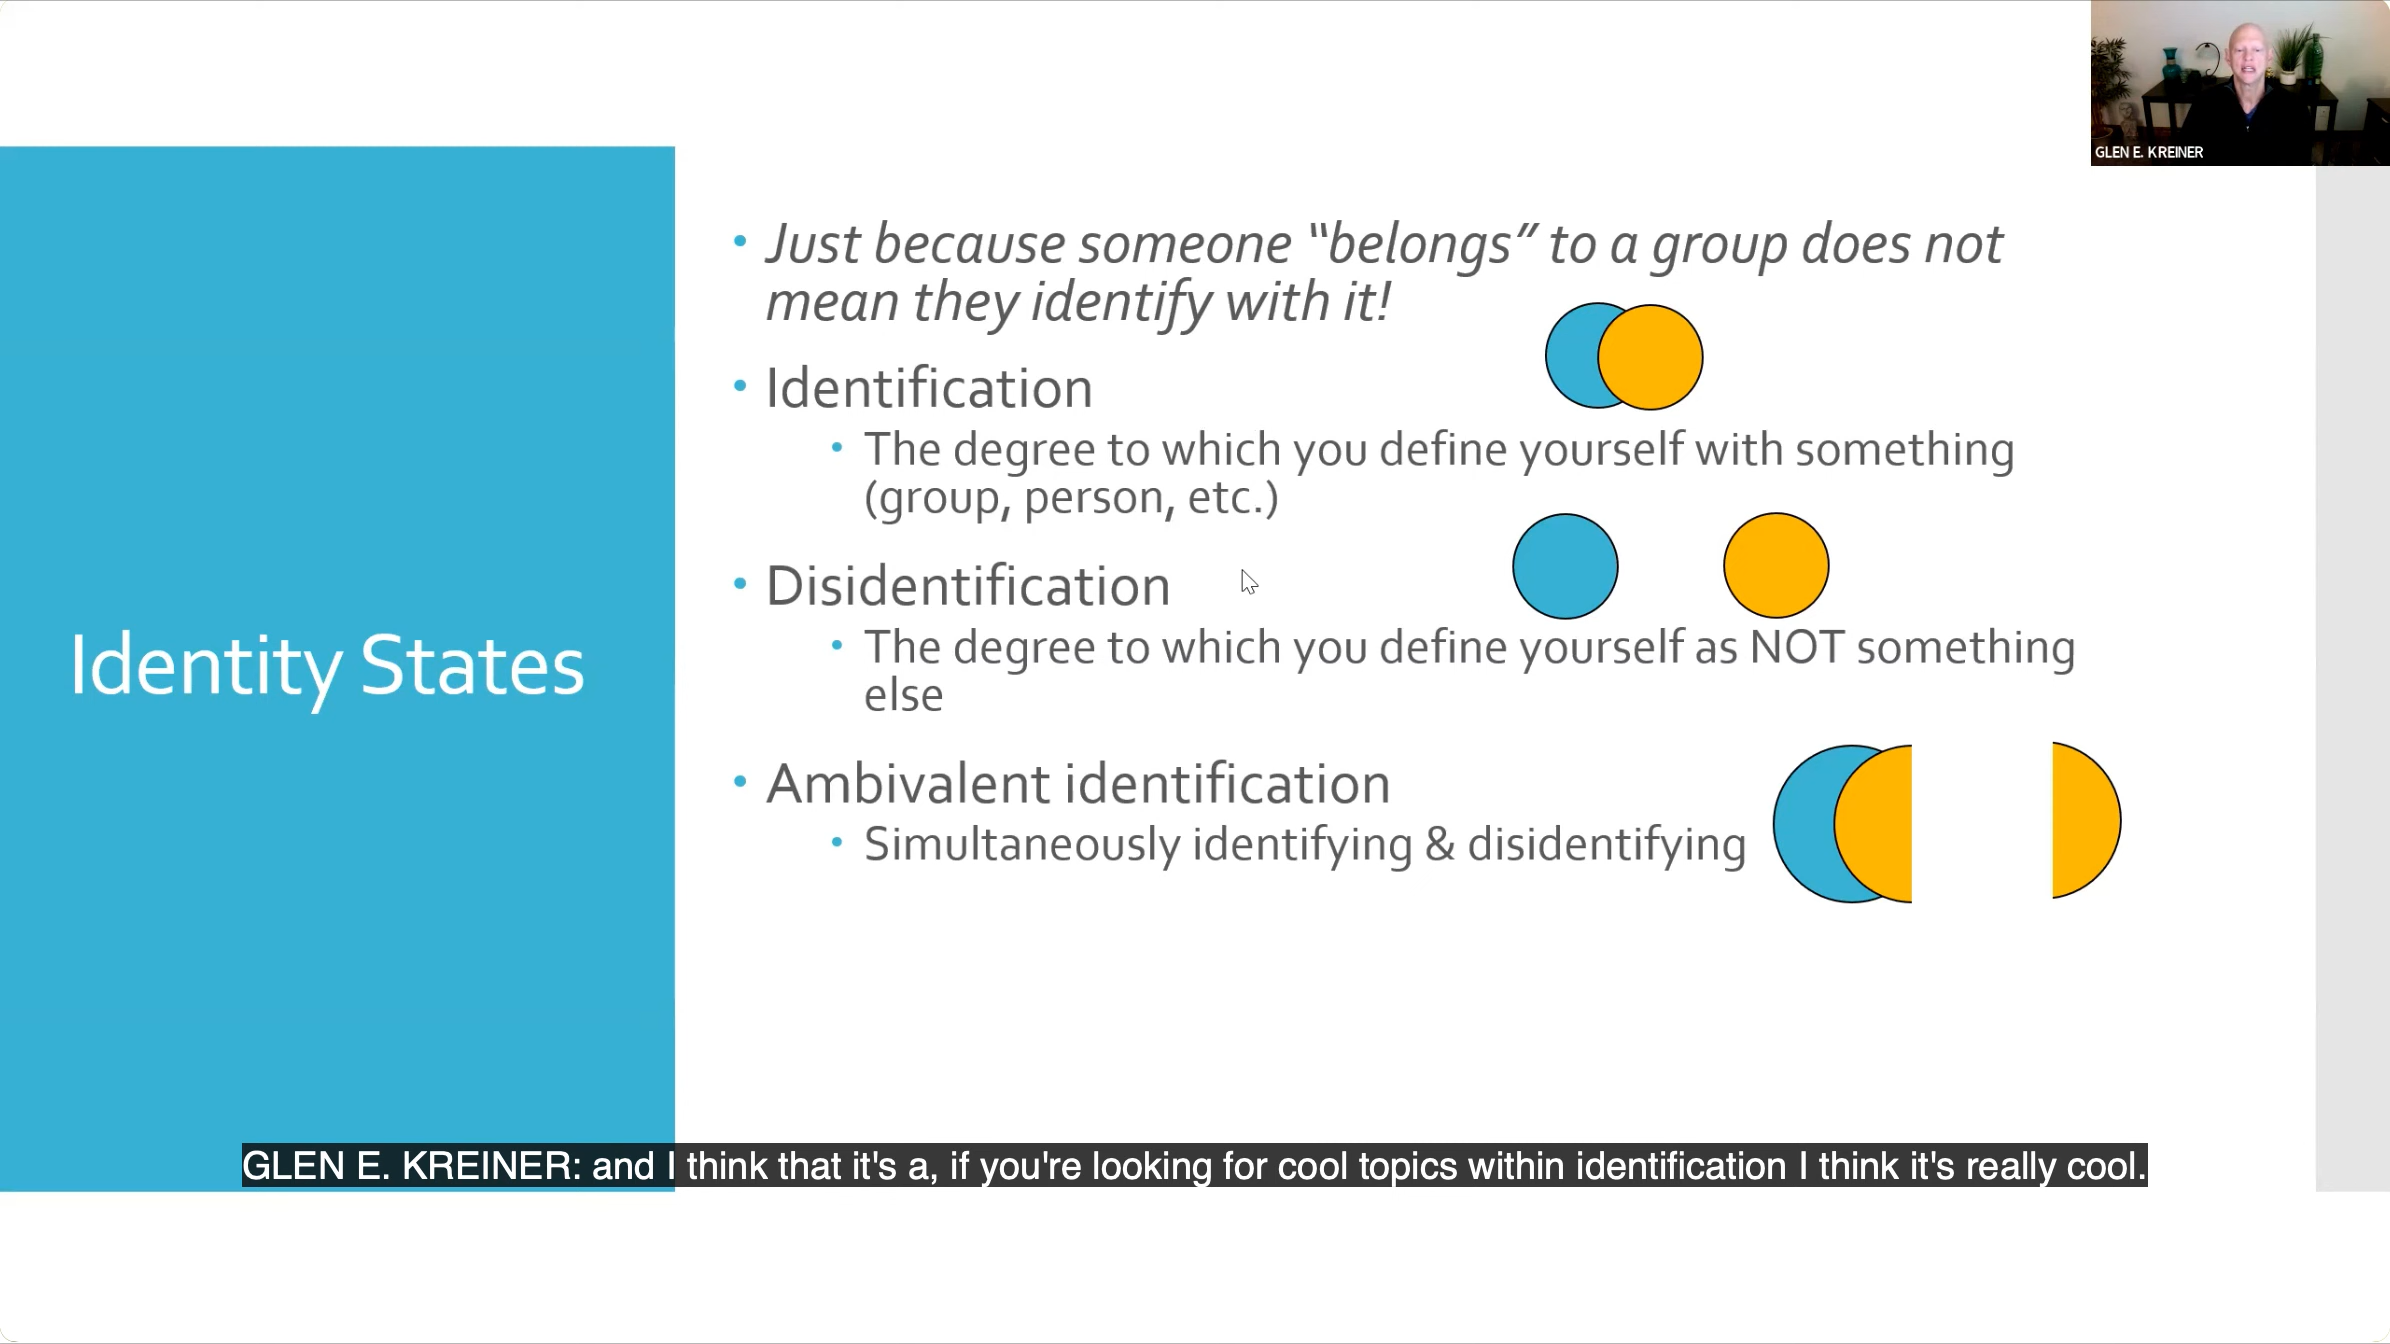 GLEN E. KREINER
Identity States
• Just because someone “belongs” to a group does not
mean they identify with it!
• Identification
• The degree to which you define yourself with something
(group, person, etc.)
• Disidentification
• The degree to which you define yourself as NOT something
else
• Ambivalent identification
• Simultaneously identifying & disidentifying
GLEN E. KREINER: and I think that it's a, if you're looking for cool topics within identification I think it's really cool.